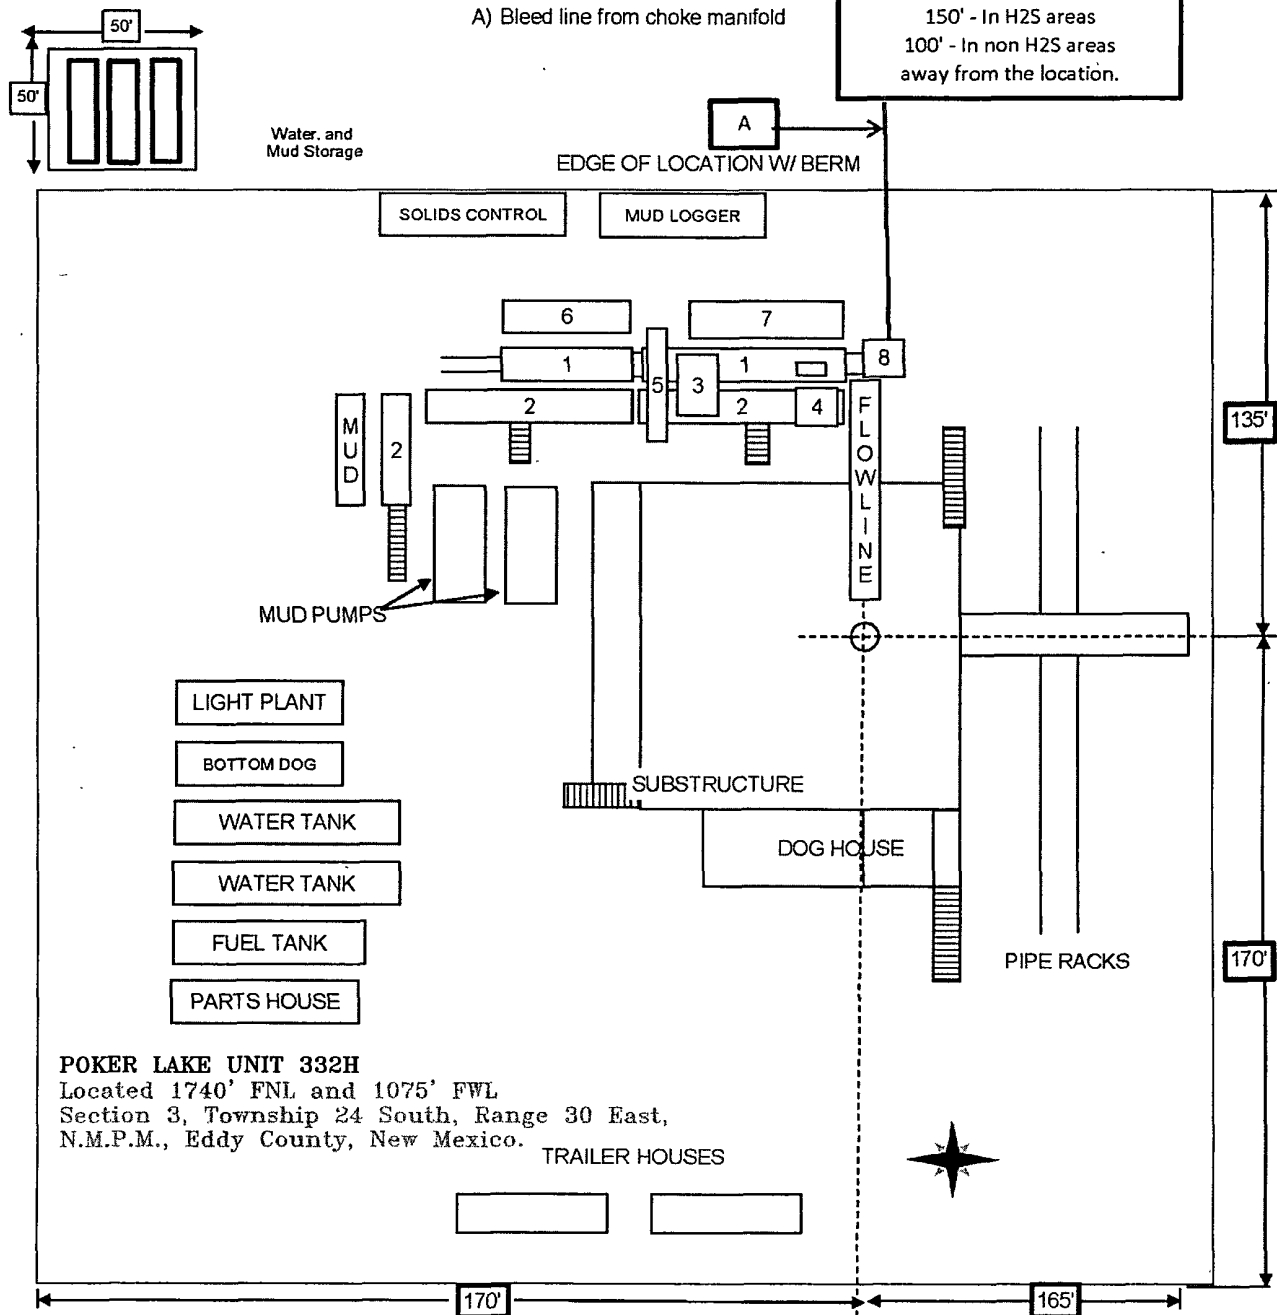 50'
A) Bleed line from choke manifold
150' - In H2S areas
100' - In non H2S areas
away from the location.
50'
A
Water. and
Mud Storage
EDGE OF LOCATION W/ BERM
SOLIDS CONTROL
MUD LOGGER
6
7
1
1
8
5
3
2
2
4
MUD
2
FLOWLINE
135'
MUD PUMPS
LIGHT PLANT
BOTTOM DOG
SUBSTRUCTURE
WATER TANK
DOG HOUSE
WATER TANK
FUEL TANK
PIPE RACKS
170'
PARTS HOUSE
POKER LAKE UNIT 332H
Located 1740' FNL and 1075' FWL
Section 3, Township 24 South, Range 30 East,
N.M.P.M., Eddy County, New Mexico.
TRAILER HOUSES
170'
165'